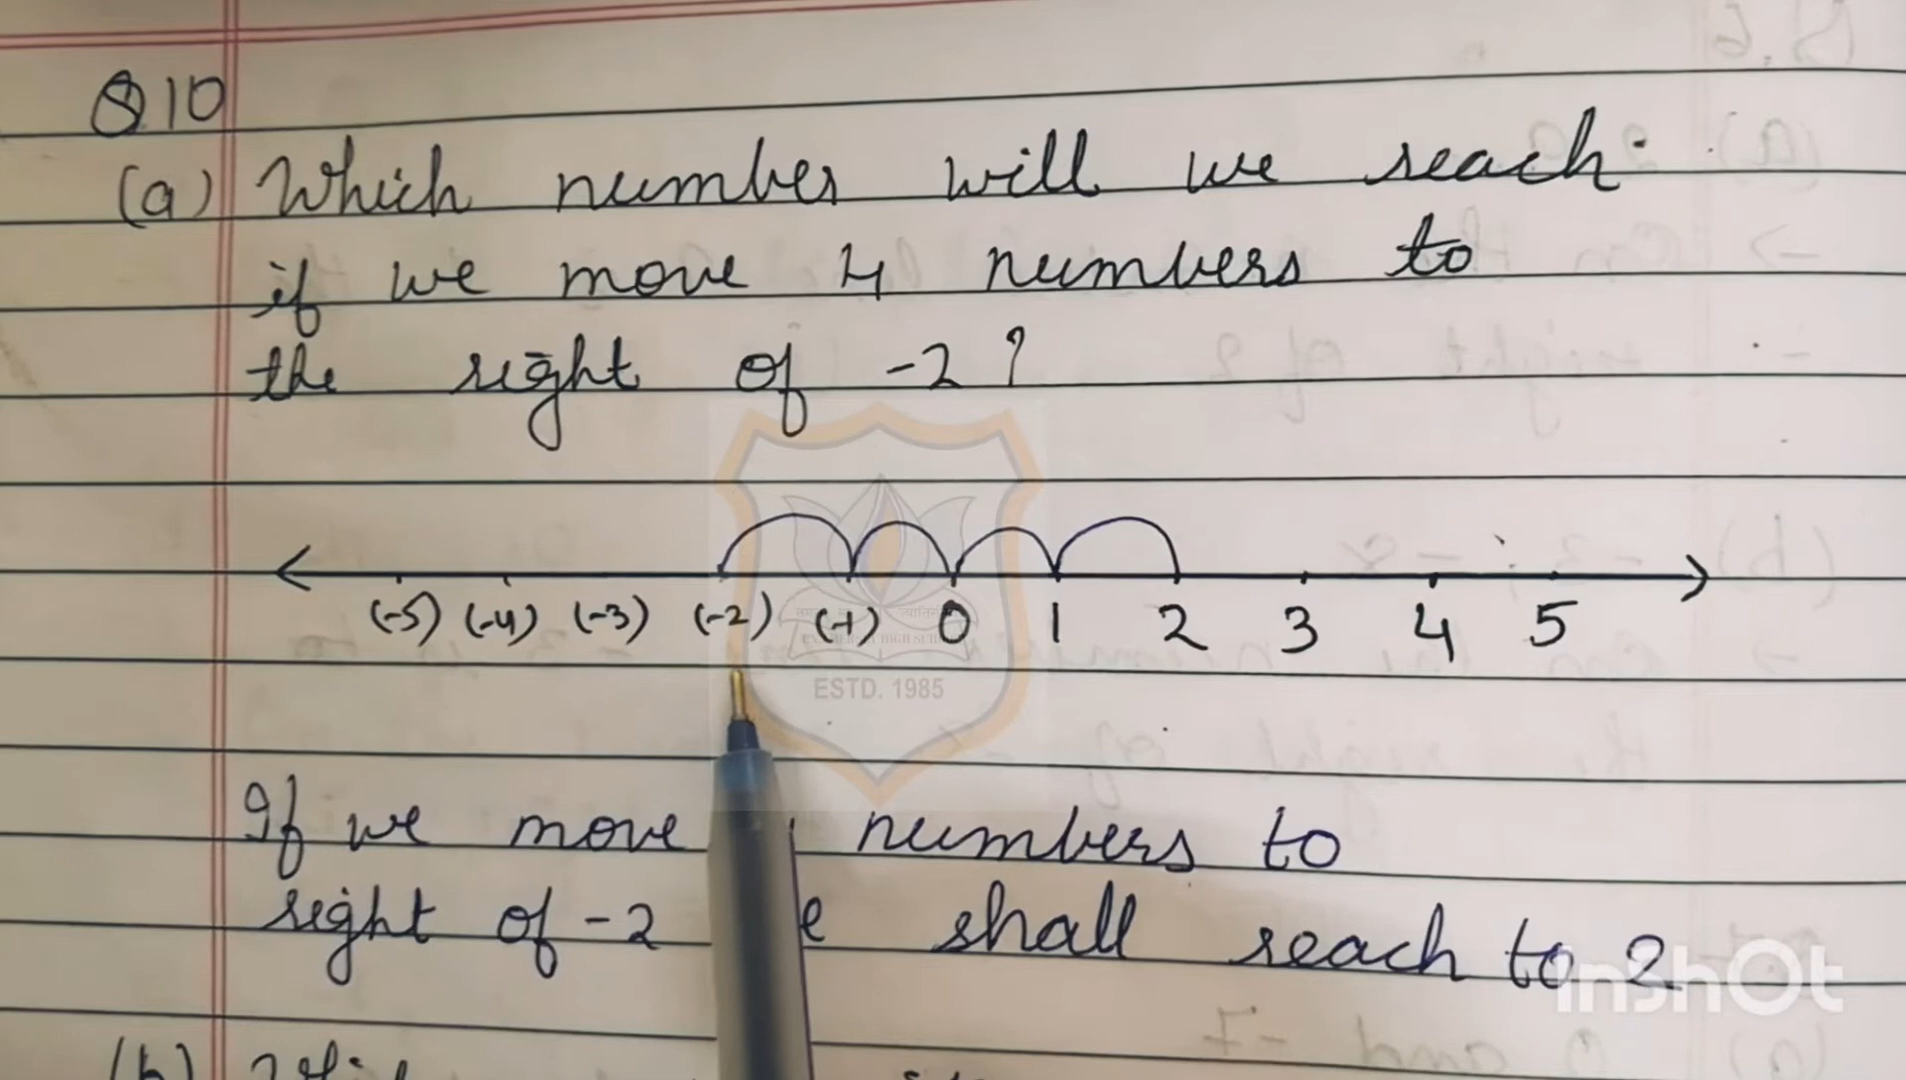 Q10
(a) Which number will we reach
if we move 4 numbers to
the right of -2?
(-5) (-4) (-3) (-2) (-1) 0 1 2 3 4 5
ESTD. 1985
If we move numbers to
right of -2 shall reach to 2
InShOt
(b)